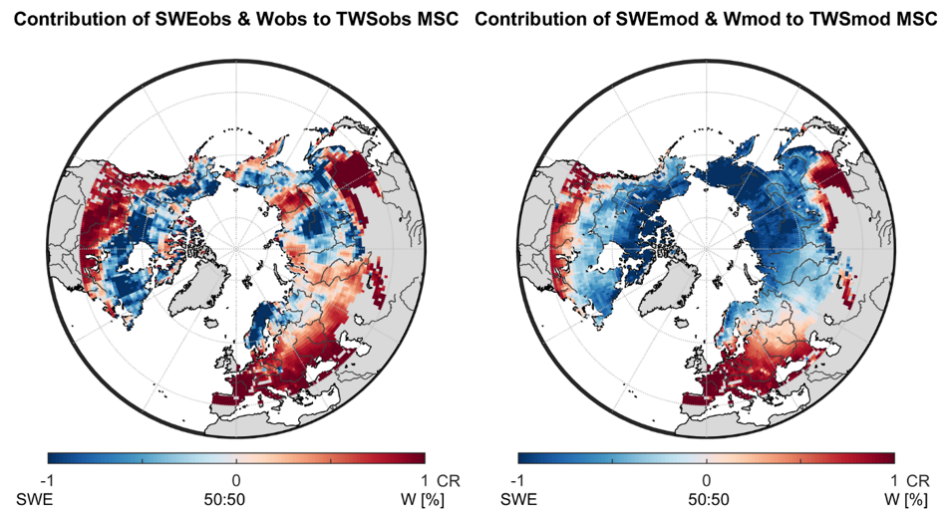 Contribution of SWEobs & Wobs to TWSobs MSC
Contribution of SWEmod & Wmod to TWSmod MSC
-1 0 1 CR
SWE 50:50 W [%]
-1 0 1 CR
SWE 50:50 W [%]